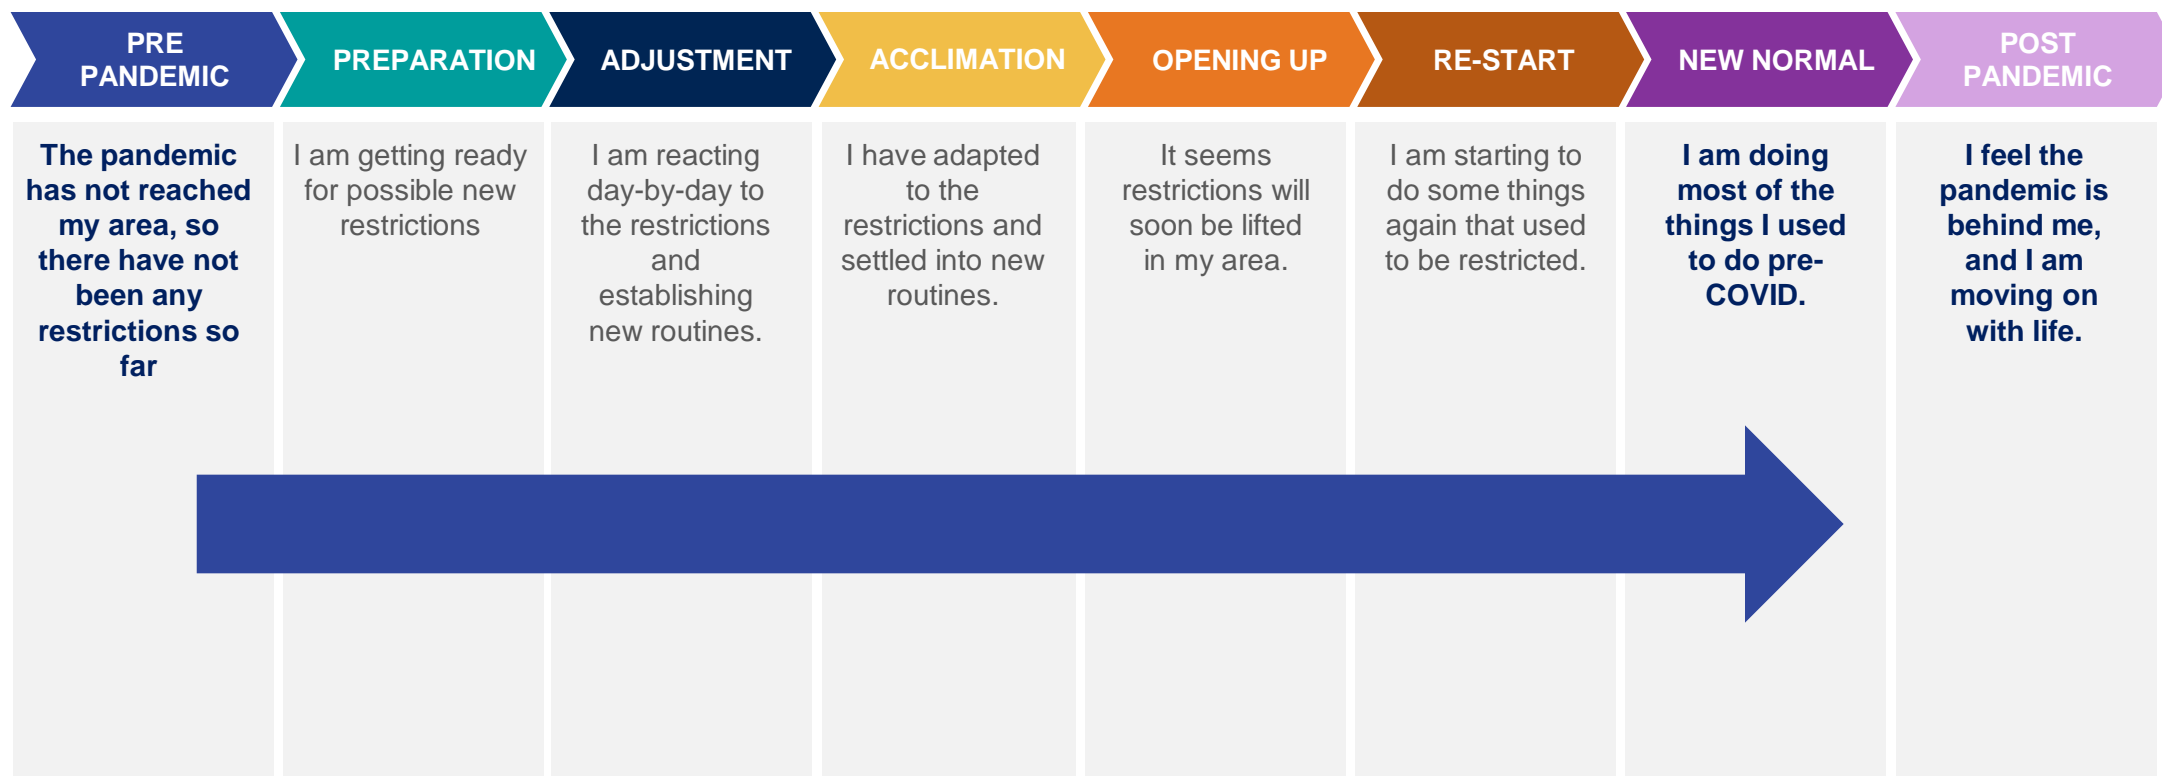 PRE
PANDEMIC
PREPARATION
ADJUSTMENT
ACCLIMATION
OPENING UP
RE-START
NEW NORMAL
POST
PANDEMIC
The pandemic
has not reached
my area, so
there have not
been any
restrictions so
far
I am getting ready
for possible new
restrictions
I am reacting
day-by-day to
the restrictions
and
establishing
new routines.
I have adapted
to the
restrictions and
settled into new
routines.
It seems
restrictions will
soon be lifted
in my area.
I am starting to
do some things
again that used
to be restricted.
I am doing
most of the
things I used
to do pre-
COVID.
I feel the
pandemic is
behind me,
and I am
moving on
with life.